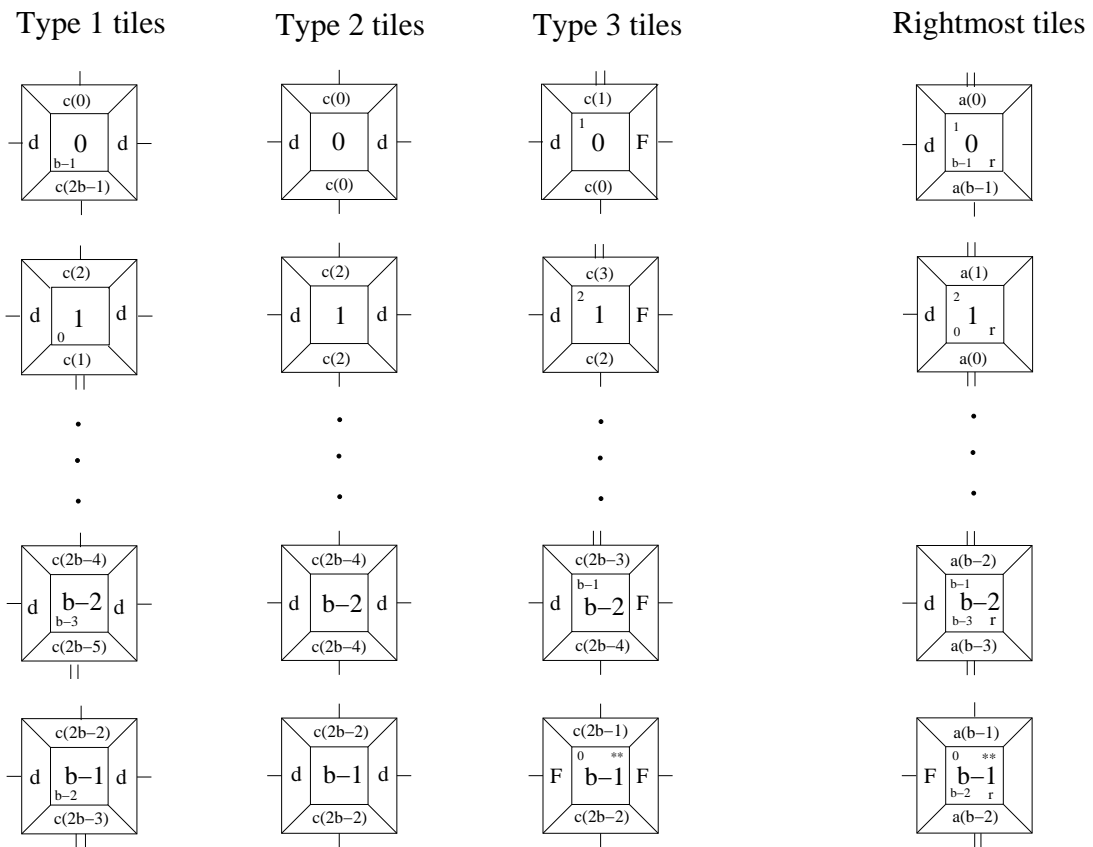 Type 1 tiles Type 2 tiles Type 3 tiles Rightmost tiles
c(0) c(0) c(1) a(0)
d 0 d d 0 d d 1 0 F d 1 0
b−1 b−1 r
c(2b−1) c(0) c(0) a(b−1)
c(2) c(2) c(3) a(1)
d 1 d d 1 d d 2 1 F d 2 1
0 0 r
c(1) c(2) c(2) a(0)
c(2b−4) c(2b−4) c(2b−3) a(b−2)
b−1 b−1
d b−2 d d b−2 d d b−2 F d b−2
b−3 b−3 r
c(2b−5) c(2b−4) c(2b−4) a(b−3)
c(2b−2) c(2b−2) c(2b−1) a(b−1)
0 ** 0 **
d b−1 d d b−1 d F b−1 F F b−1
b−2 b−2 r
c(2b−3) c(2b−2) c(2b−2) a(b−2)